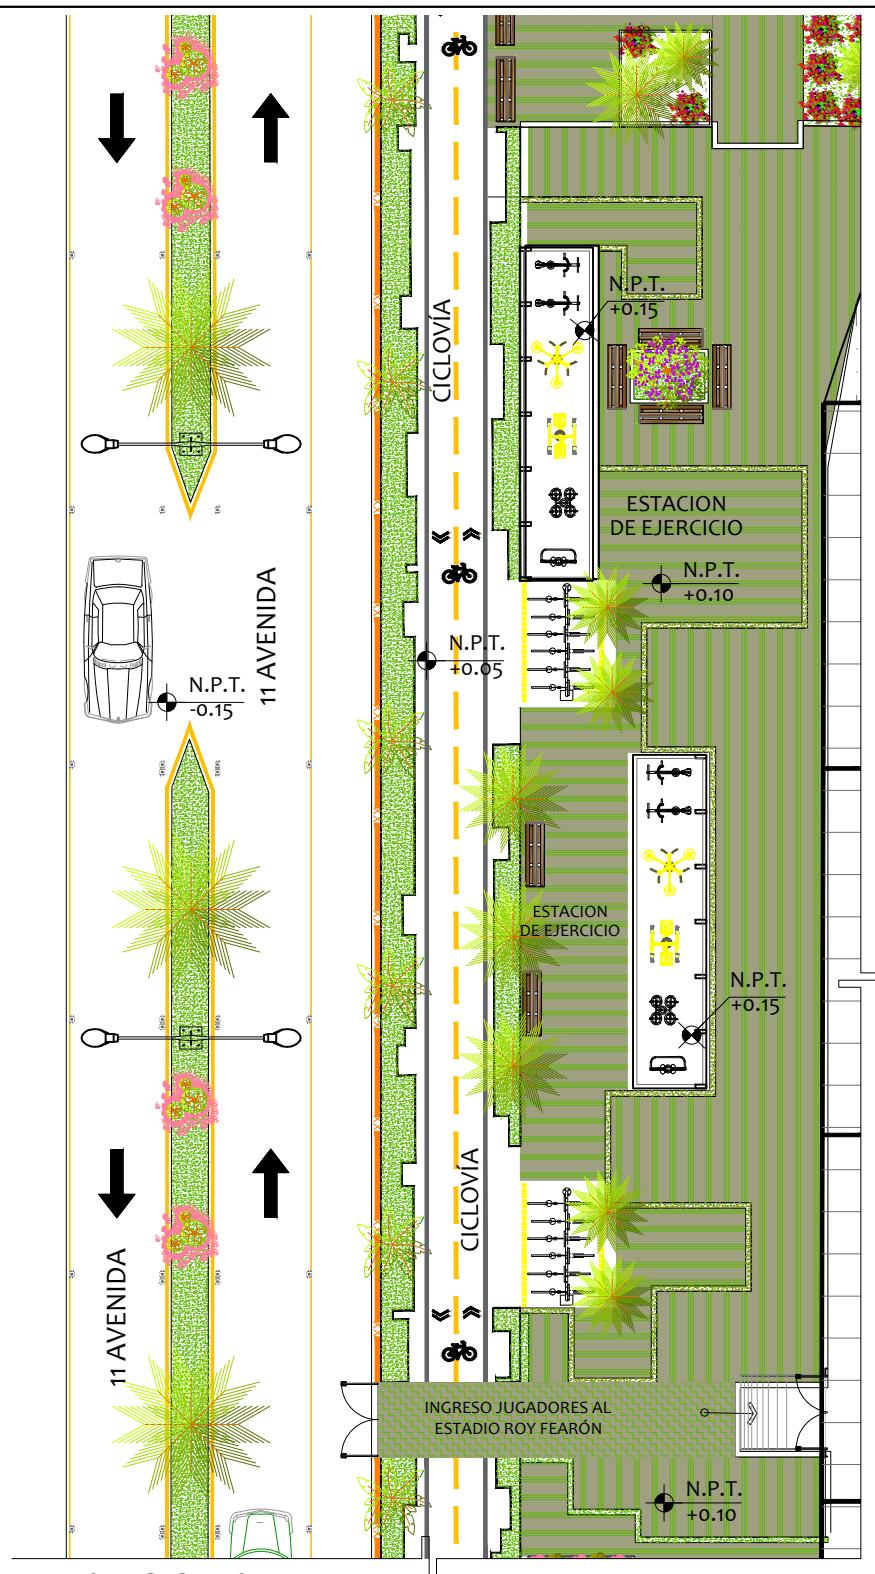 N.P.T.
+0.15
CICLOVÍA
ESTACION
DE EJERCICIO
N.P.T.
+0.10
11 AVENIDA
N.P.T.
+0.05
N.P.T.
-0.15
ESTACION
DE EJERCICIO
N.P.T.
+0.15
CICLOVÍA
11 AVENIDA
INGRESO JUGADORES AL
ESTADIO ROY FEARÓN
N.P.T.
+0.10